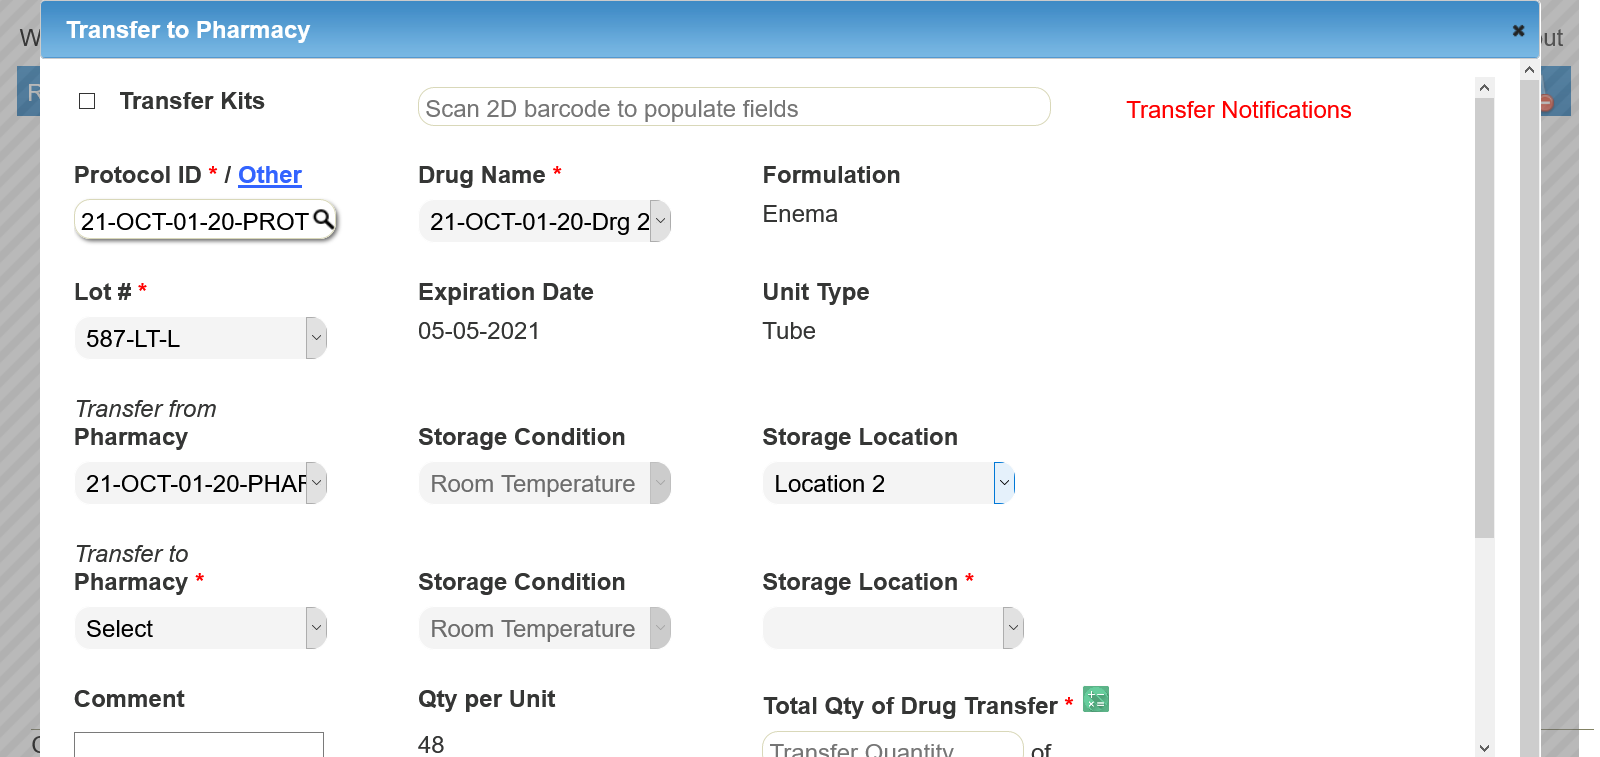 Transfer to Pharmacy
Transfer Kits
Scan 2D barcode to populate fields
Transfer Notifications
Protocol ID * / Other
Drug Name *
Formulation
21-OCT-01-20-PROT
21-OCT-01-20-Drg 2
Enema
Lot # *
Expiration Date
Unit Type
587-LT-L
05-05-2021
Tube
Transfer from
Pharmacy
Storage Condition
Storage Location
21-OCT-01-20-PHAR
Room Temperature
Location 2
Transfer to
Pharmacy *
Storage Condition
Storage Location *
Select
Room Temperature
Comment
Qty per Unit
Total Qty of Drug Transfer *
48
Transfer Quantity
of